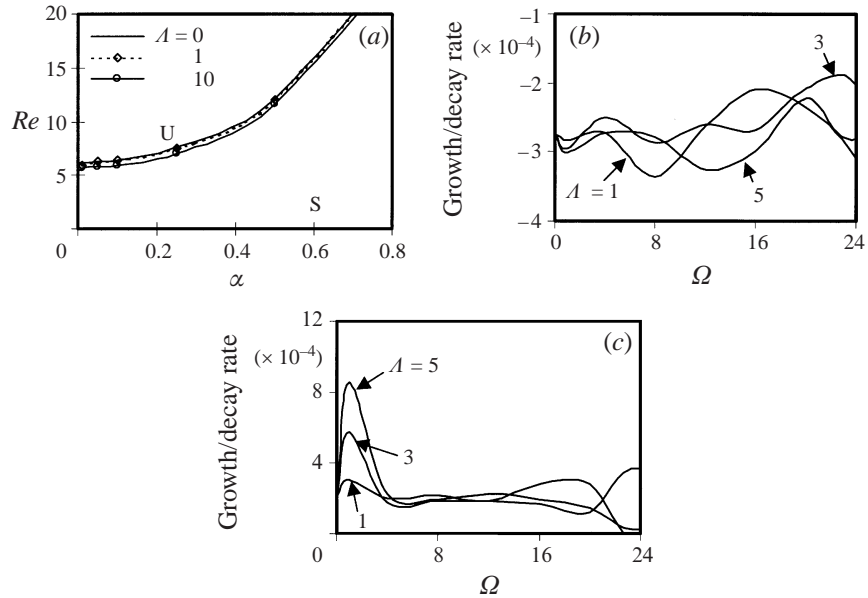 20
15
10
5
0
Re
Λ = 0
1
10
(a)
U
S
0 0.2 0.4 0.6 0.8
α
Growth/decay rate
(× 10–4)
–1
–2
–3
–4
(b)
3
Λ = 1
5
0 8 16 24
Ω
Growth/decay rate
(× 10–4)
12
8
4
(c)
Λ = 5
3
1
0 8 16 24
Ω